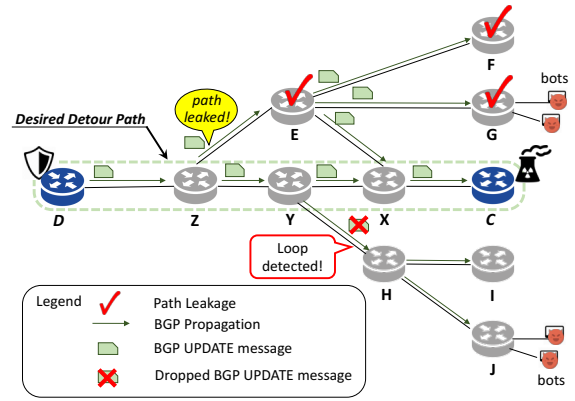 F
bots
path
leaked!
E
G
Desired Detour Path
D
Z
Y
X
C
Loop
detected!
H
I
Legend
Path Leakage
BGP Propagation
BGP UPDATE message
Dropped BGP UPDATE message
J
bots